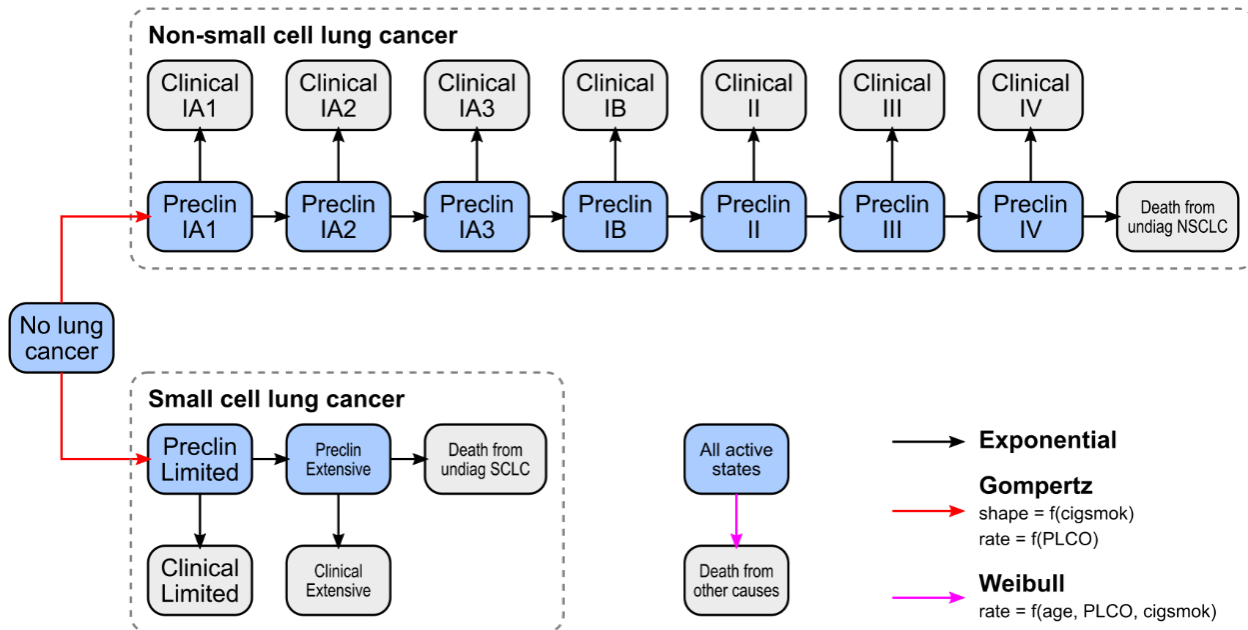 Non-small cell lung cancer
Clinical
IA1
Clinical
IA2
Clinical
IA3
Clinical
IB
Clinical
II
Clinical
III
Clinical
IV
Preclin
IA1
Preclin
IA2
Preclin
IA3
Preclin
IB
Preclin
II
Preclin
III
Preclin
IV
Death from
undiag NSCLC
No lung
cancer
Small cell lung cancer
Preclin
Limited
Preclin
Extensive
Death from
undiag SCLC
Clinical
Limited
Clinical
Extensive
All active
states
Death from
other causes
Exponential
Gompertz
shape = f(cigsmok)
rate = f(PLCO)
Weibull
rate = f(age, PLCO, cigsmok)